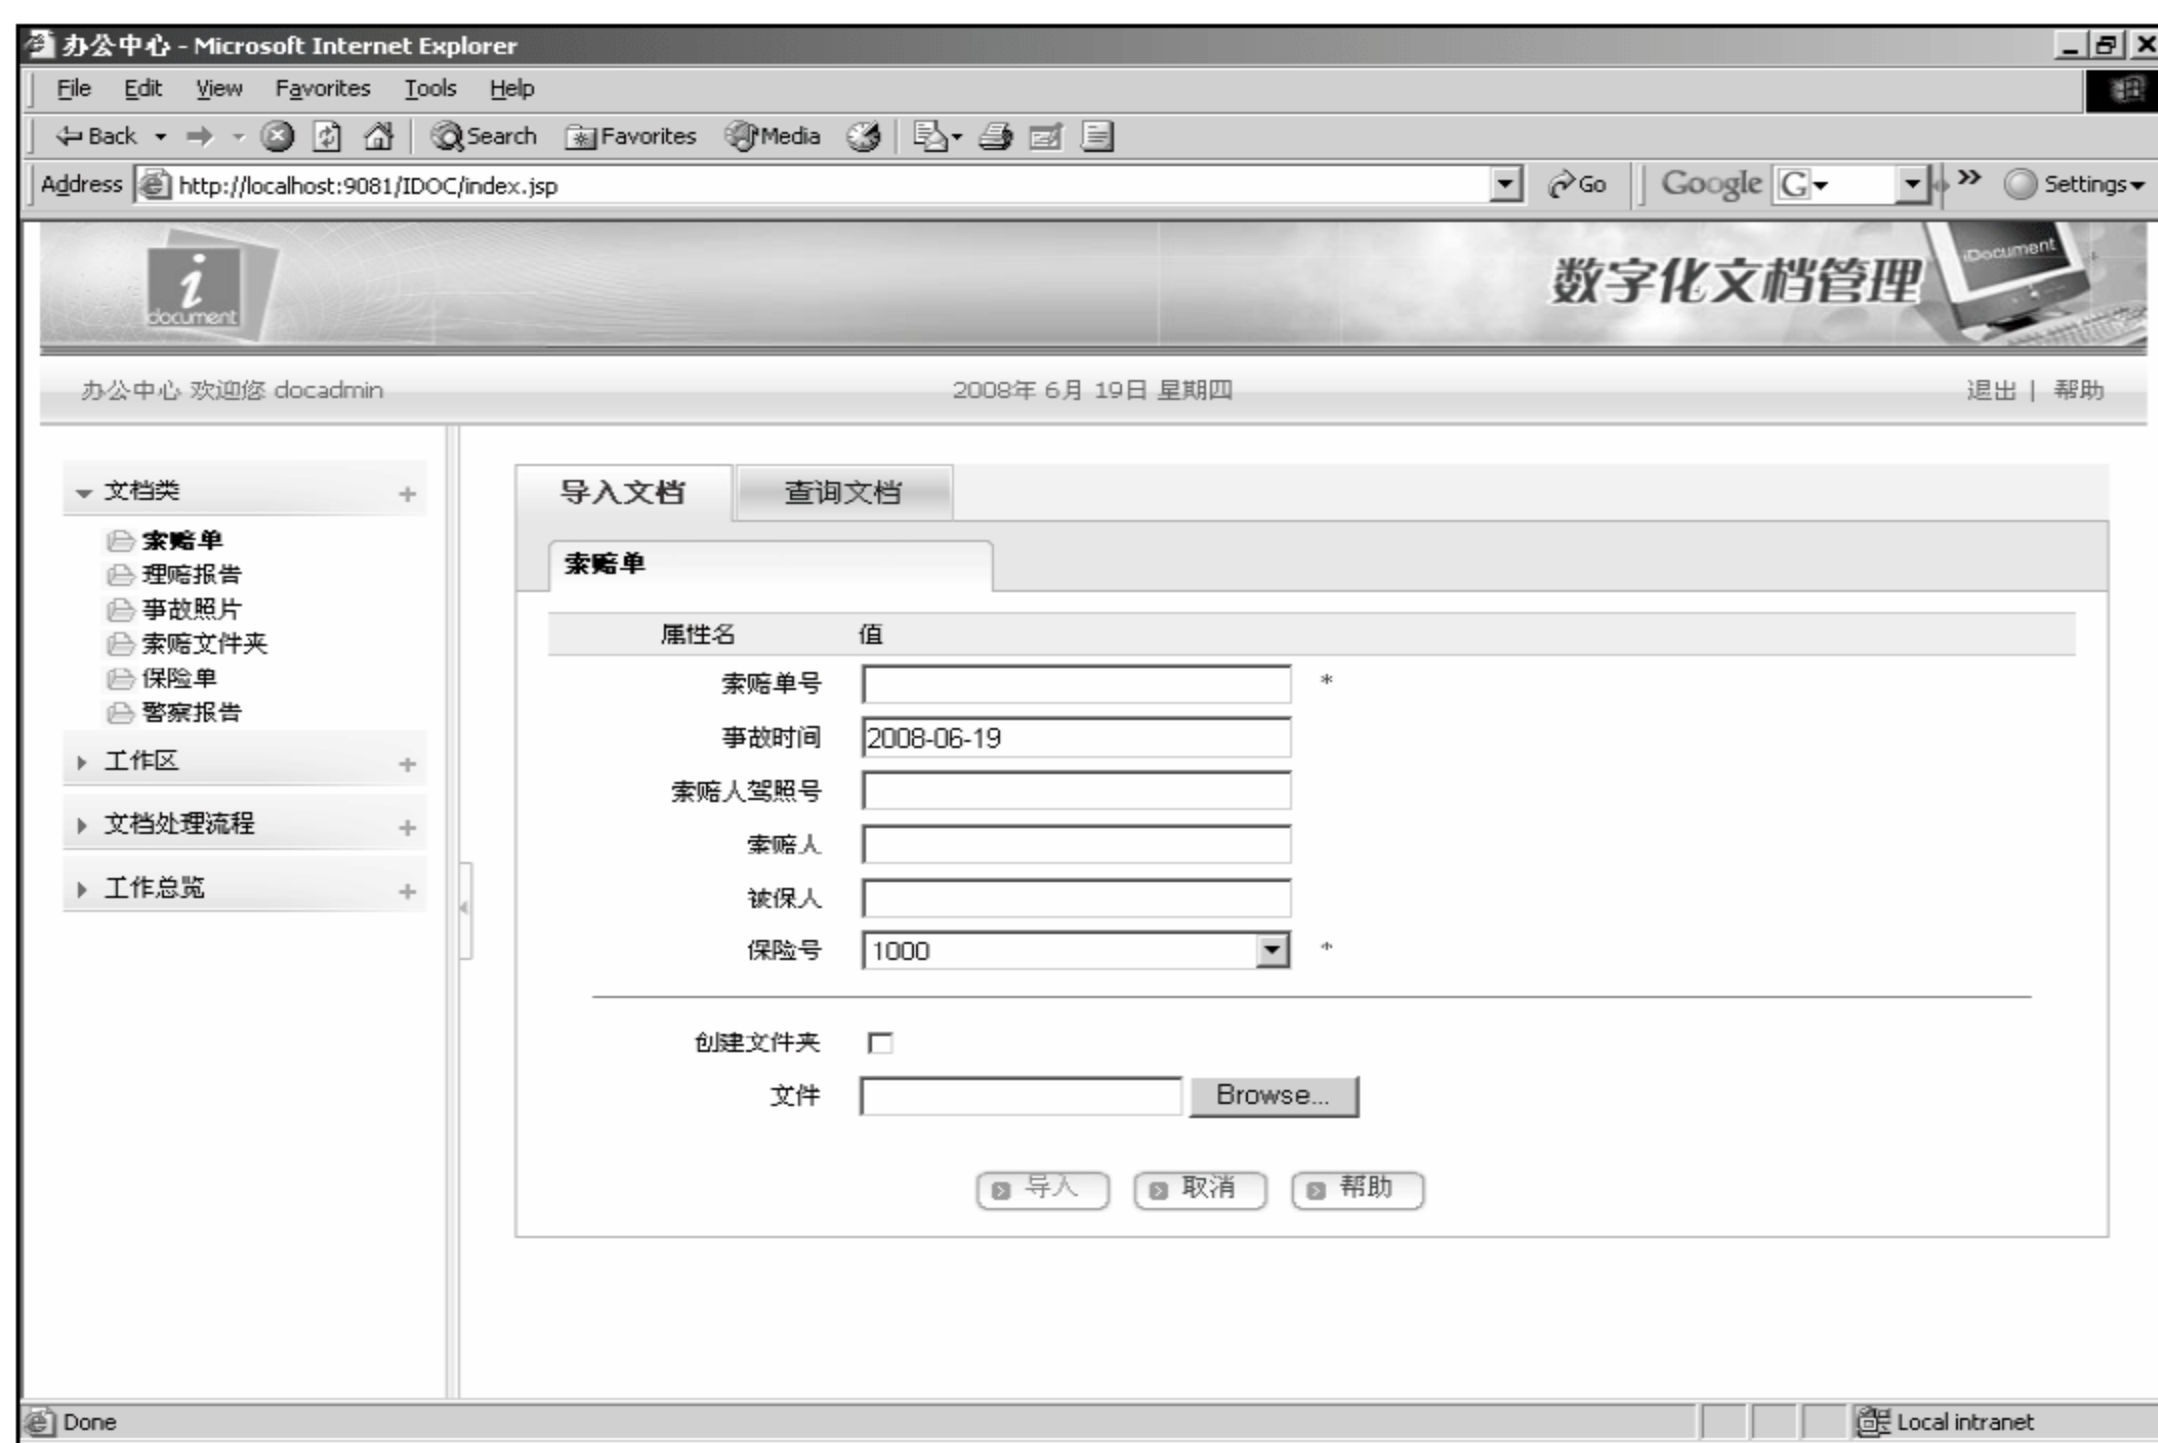 办公中心 - Microsoft Internet Explorer
File Edit View Favorites Tools Help
Back Search Favorites Media
Address http://localhost:9081/IDOC/index.jsp Go Google G Settings
i document 数字化文档管理 iDocument
办公中心 欢迎您 docadmin 2008年 6月 19日 星期四 退出 | 帮助
文档类
索赔单
理赔报告
事故照片
索赔文件夹
保险单
警察报告
工作区
文档处理流程
工作总览
导入文档 查询文档
索赔单
属性名 值
索赔单号 *
事故时间 2008-06-19
索赔人驾照号
索赔人
被保人
保险号 1000 *
创建文件夹
文件 Browse...
导入 取消 帮助
Done Local intranet